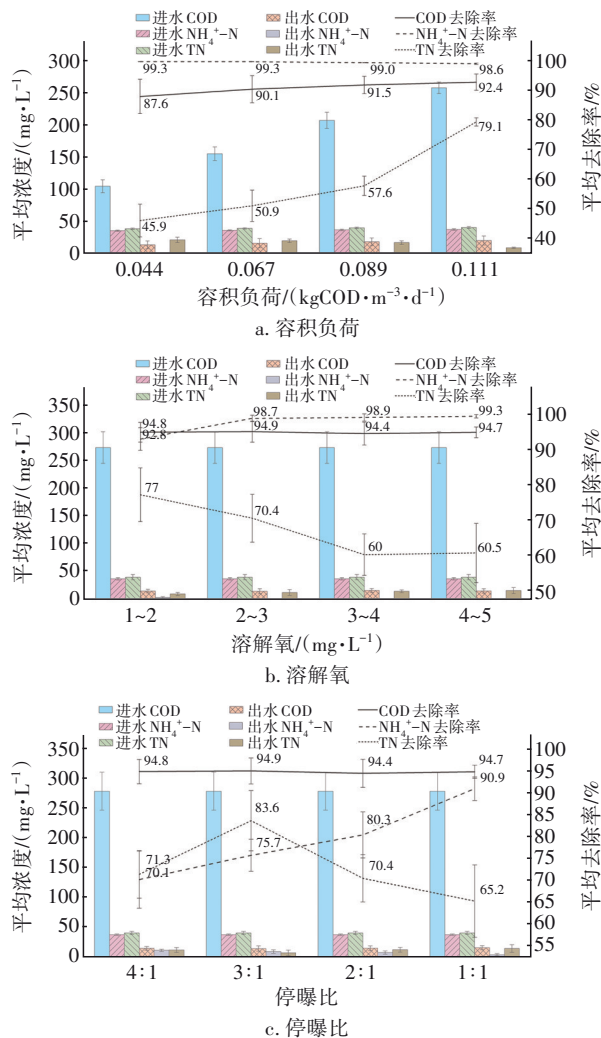 进水COD 出水COD COD去除率
进水NH₄⁺-N 出水NH₄⁺-N NH₄⁺-N去除率
进水TN 出水TN TN去除率
平均浓度/(mg·L⁻¹)
300
250
200
150
100
50
0
99.3 99.3 99.0 98.6
87.6 90.1 91.5 92.4
45.9 50.9 57.6 79.1
100
90
80
70
60
50
40
平均去除率/%
0.044 0.067 0.089 0.111
容积负荷/(kgCOD·m⁻³·d⁻¹)
a. 容积负荷
进水COD 出水COD COD去除率
进水NH₄⁺-N 出水NH₄⁺-N NH₄⁺-N去除率
进水TN 出水TN TN去除率
平均浓度/(mg·L⁻¹)
350
300
250
200
150
100
50
0
94.8 98.7 98.9 99.3
92.8 94.9 94.4 94.7
77 70.4 60 60.5
100
90
80
70
60
50
平均去除率/%
1~2 2~3 3~4 4~5
溶解氧/(mg·L⁻¹)
b. 溶解氧
进水COD 出水COD COD去除率
进水NH₄⁺-N 出水NH₄⁺-N NH₄⁺-N去除率
进水TN 出水TN TN去除率
平均浓度/(mg·L⁻¹)
350
300
250
200
150
100
50
0
94.8 94.9 94.4 94.7
71.3 83.6 80.3 90.9
70.1 75.7 70.4 65.2
100
95
90
85
80
75
70
65
60
55
平均去除率/%
4:1 3:1 2:1 1:1
停曝比
c. 停曝比